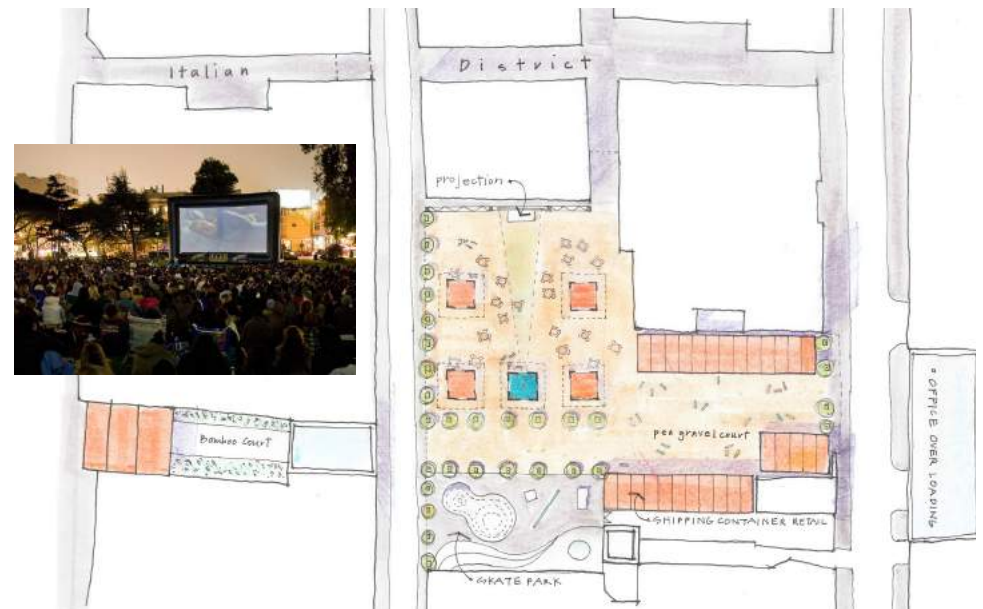 Italian District
projection
Bamboo Court
pea gravel court
SHIPPING CONTAINER RETAIL
SKATE PARK
OFFICE OVER LOADING